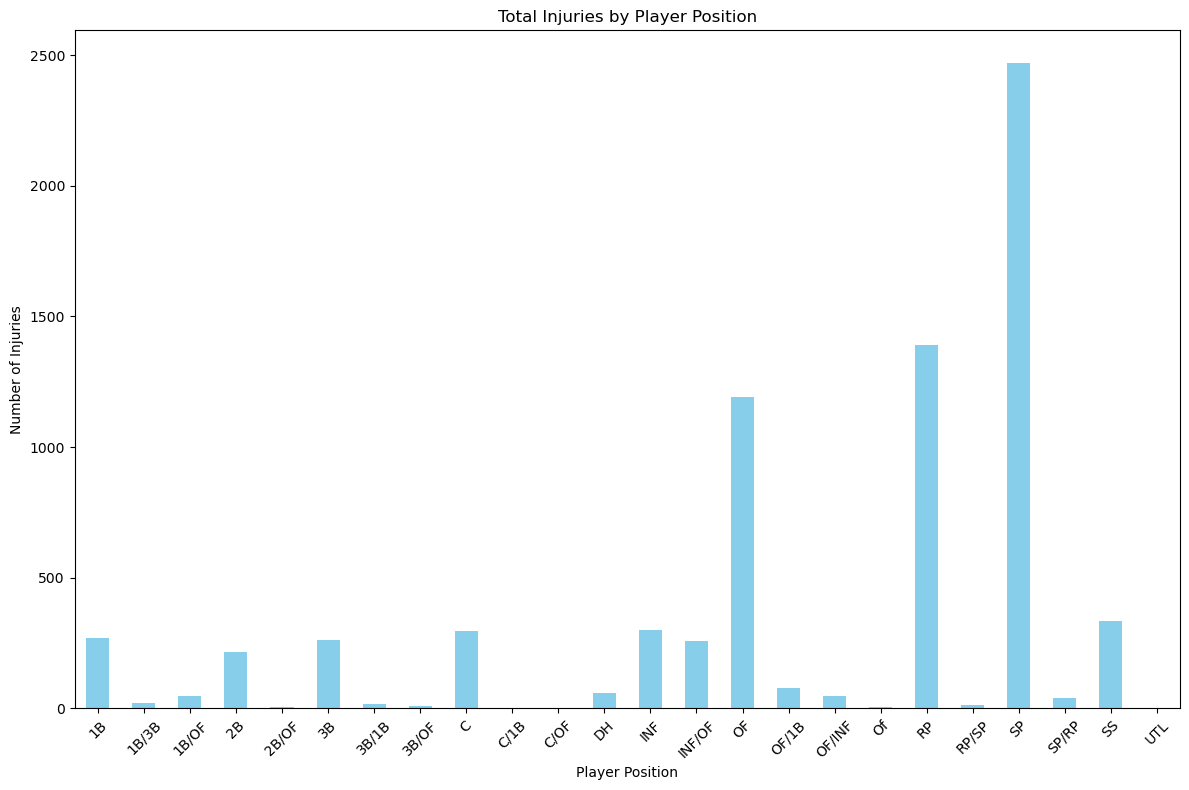 Total Injuries by Player Position
Number of Injuries
2500
2000
1500
1000
500
0
1B
1B/3B
1B/OF
2B
2B/OF
3B
3B/1B
3B/OF
C
C/1B
C/OF
DH
INF
INF/OF
OF
OF/1B
OF/INF
Of
RP
RP/SP
SP
SP/RP
SS
UTL
Player Position